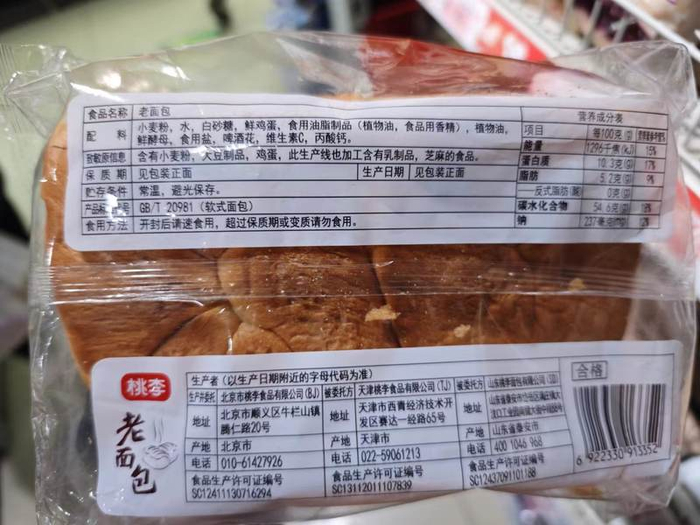 食品名称 老面包
配 料 小麦粉，水，白砂糖，鲜鸡蛋，食用油脂制品（植物油，食品用香精），植物油，
鲜酵母，食用盐，啤酒花，维生素C，丙酸钙。
致敏原信息 含有小麦粉，大豆制品，鸡蛋，此生产线也加工含有乳制品，芝麻的食品。
保 质 期 见包装正面 生产日期 见包装正面
贮存条件 常温，避光保存。
GB/T 20981（软式面包）
食用方法 开封后请速食用，超过保质期或变质请勿食用。
营养成分表
项目 每100克(g)
能量 1296千焦(kJ) 15%
蛋白质 10.3克(g) 17%
脂肪 5.2克(g) 9%
—反式脂肪（酸） 0克(g)
碳水化合物 54.6克(g)
钠
桃李
老面包
生产者（以生产日期附近的字母代码为准）
北京市桃李食品有限公司(BJ)
地址 北京市顺义区牛栏山镇
腾仁路20号
产地 北京市
电话 010-61427926
食品生产许可证编号
SC12411130716294
被委托方 天津桃李食品有限公司(TJ)
地址 天津市西青经济技术开
发区赛达一经路65号
产地 天津市
电话 022-59061213
食品生产许可证编号
SC13112011107839
被委托方 山东桃李面包有限公司(SD)
地址
产地 山东省泰安市
电话 400 1046 968
食品生产许可证编号
SC12437091101188
合格
6 922330 913352